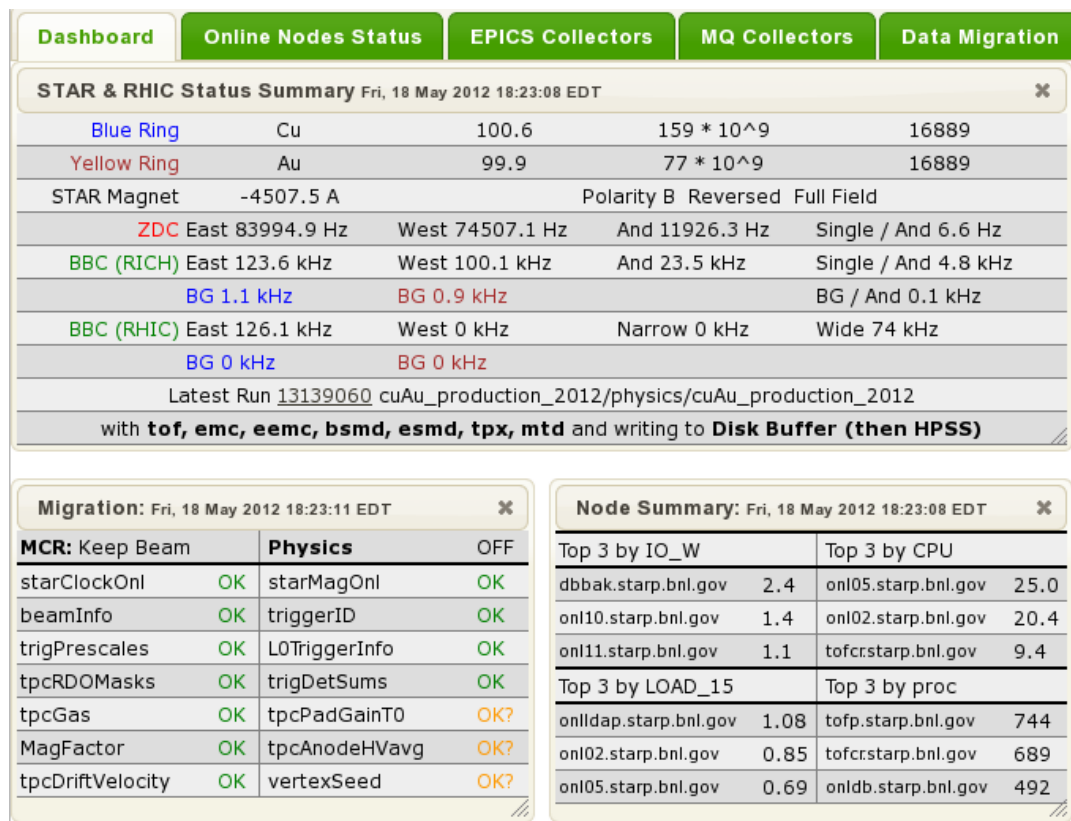 Dashboard Online Nodes Status EPICS Collectors MQ Collectors Data Migration
STAR & RHIC Status Summary Fri, 18 May 2012 18:23:08 EDT
Blue Ring Cu 100.6 159 * 10^9 16889
Yellow Ring Au 99.9 77 * 10^9 16889
STAR Magnet -4507.5 A Polarity B Reversed Full Field
ZDC East 83994.9 Hz West 74507.1 Hz And 11926.3 Hz Single / And 6.6 Hz
BBC (RICH) East 123.6 kHz West 100.1 kHz And 23.5 kHz Single / And 4.8 kHz
BG 1.1 kHz BG 0.9 kHz BG / And 0.1 kHz
BBC (RHIC) East 126.1 kHz West 0 kHz Narrow 0 kHz Wide 74 kHz
BG 0 kHz BG 0 kHz
Latest Run 13139060 cuAu_production_2012/physics/cuAu_production_2012
with tof, emc, eemc, bsmd, esmd, tpx, mtd and writing to Disk Buffer (then HPSS)
Migration: Fri, 18 May 2012 18:23:11 EDT
MCR: Keep Beam Physics OFF
starClockOnl OK starMagOnl OK
beamInfo OK triggerID OK
trigPrescales OK L0TriggerInfo OK
tpcRDOMasks OK trigDetSums OK
tpcGas OK tpcPadGainT0 OK?
MagFactor OK tpcAnodeHVavg OK?
tpcDriftVelocity OK vertexSeed OK?
Node Summary: Fri, 18 May 2012 18:23:08 EDT
Top 3 by IO_W Top 3 by CPU
dbbak.starp.bnl.gov 2.4 onl05.starp.bnl.gov 25.0
onl10.starp.bnl.gov 1.4 onl02.starp.bnl.gov 20.4
onl11.starp.bnl.gov 1.1 tofcr.starp.bnl.gov 9.4
Top 3 by LOAD_15 Top 3 by proc
onlldap.starp.bnl.gov 1.08 tofp.starp.bnl.gov 744
onl02.starp.bnl.gov 0.85 tofcr.starp.bnl.gov 689
onl05.starp.bnl.gov 0.69 onldb.starp.bnl.gov 492